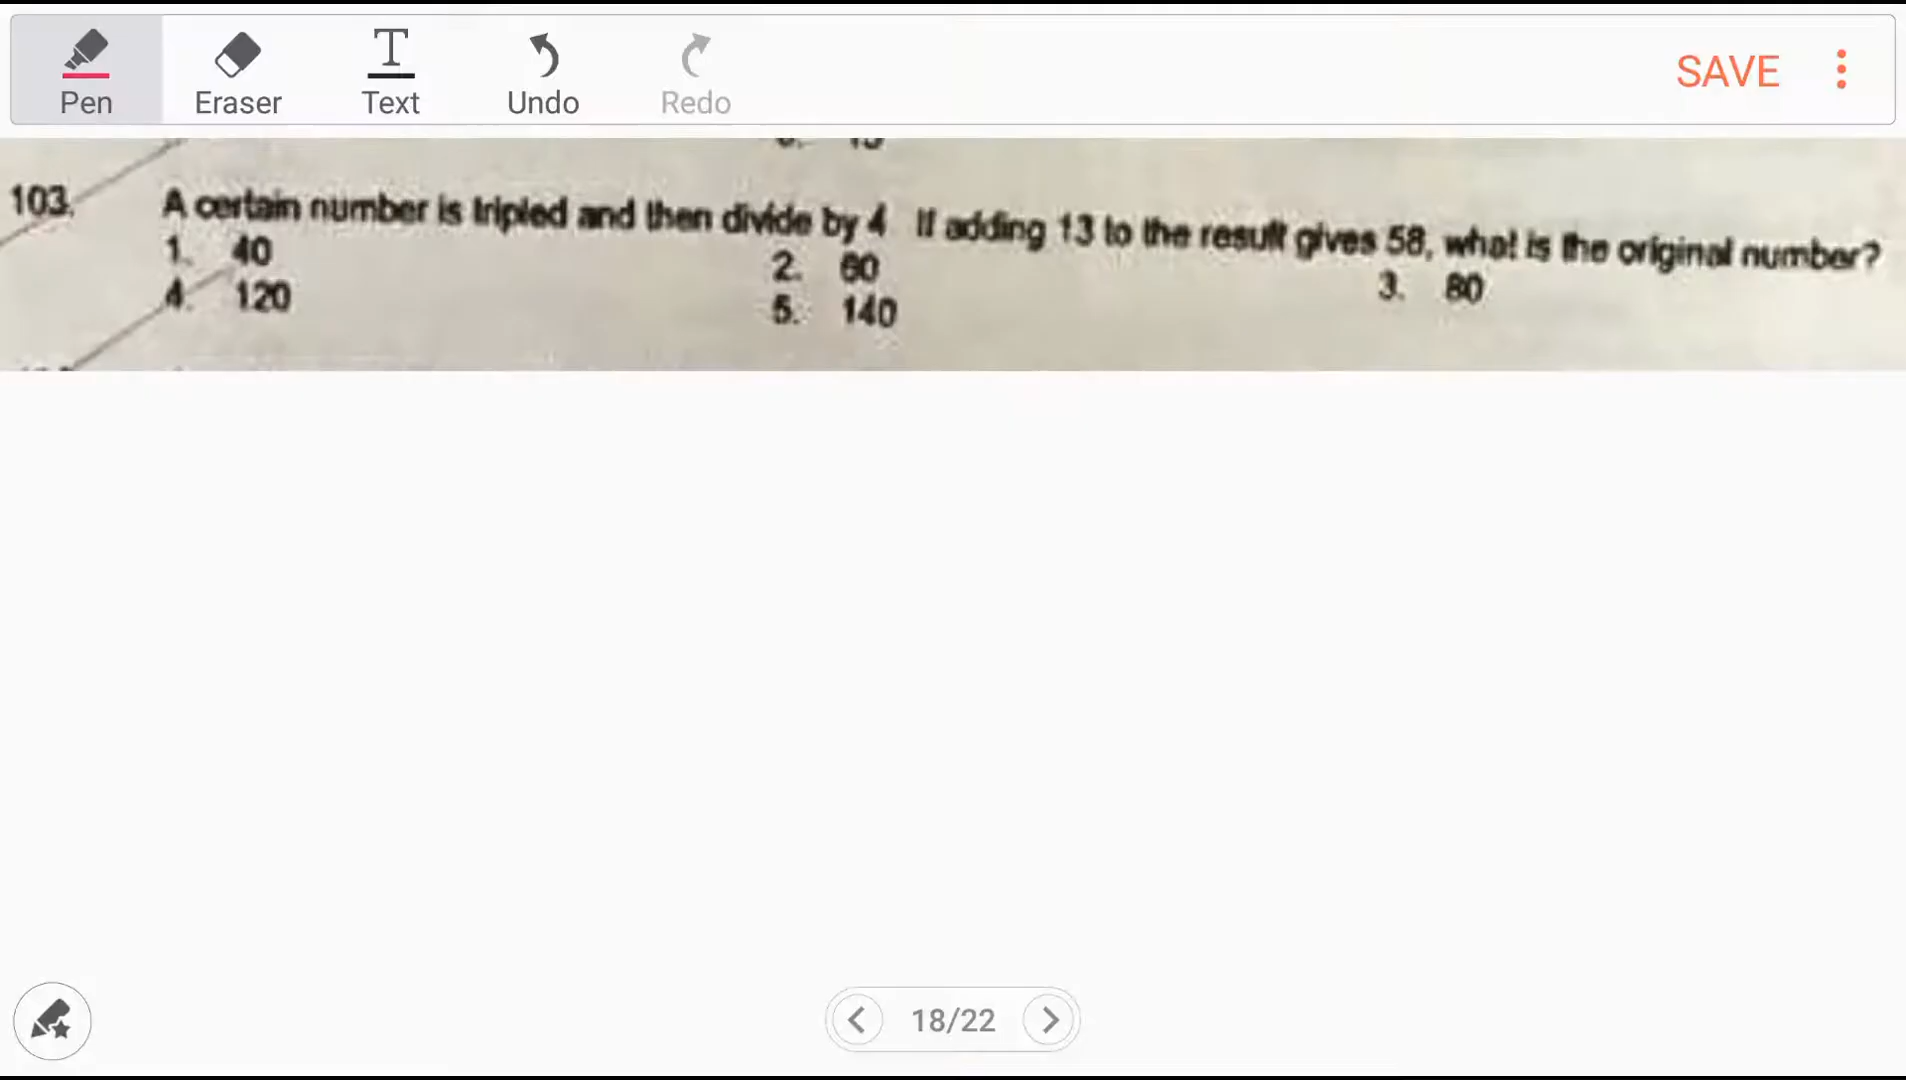 Pen Eraser Text Undo Redo SAVE
103. A certain number is tripled and then divide by 4 If adding 13 to the result gives 58, what is the original number?
1. 40 2. 60 3. 80
4. 120 5. 140
18/22